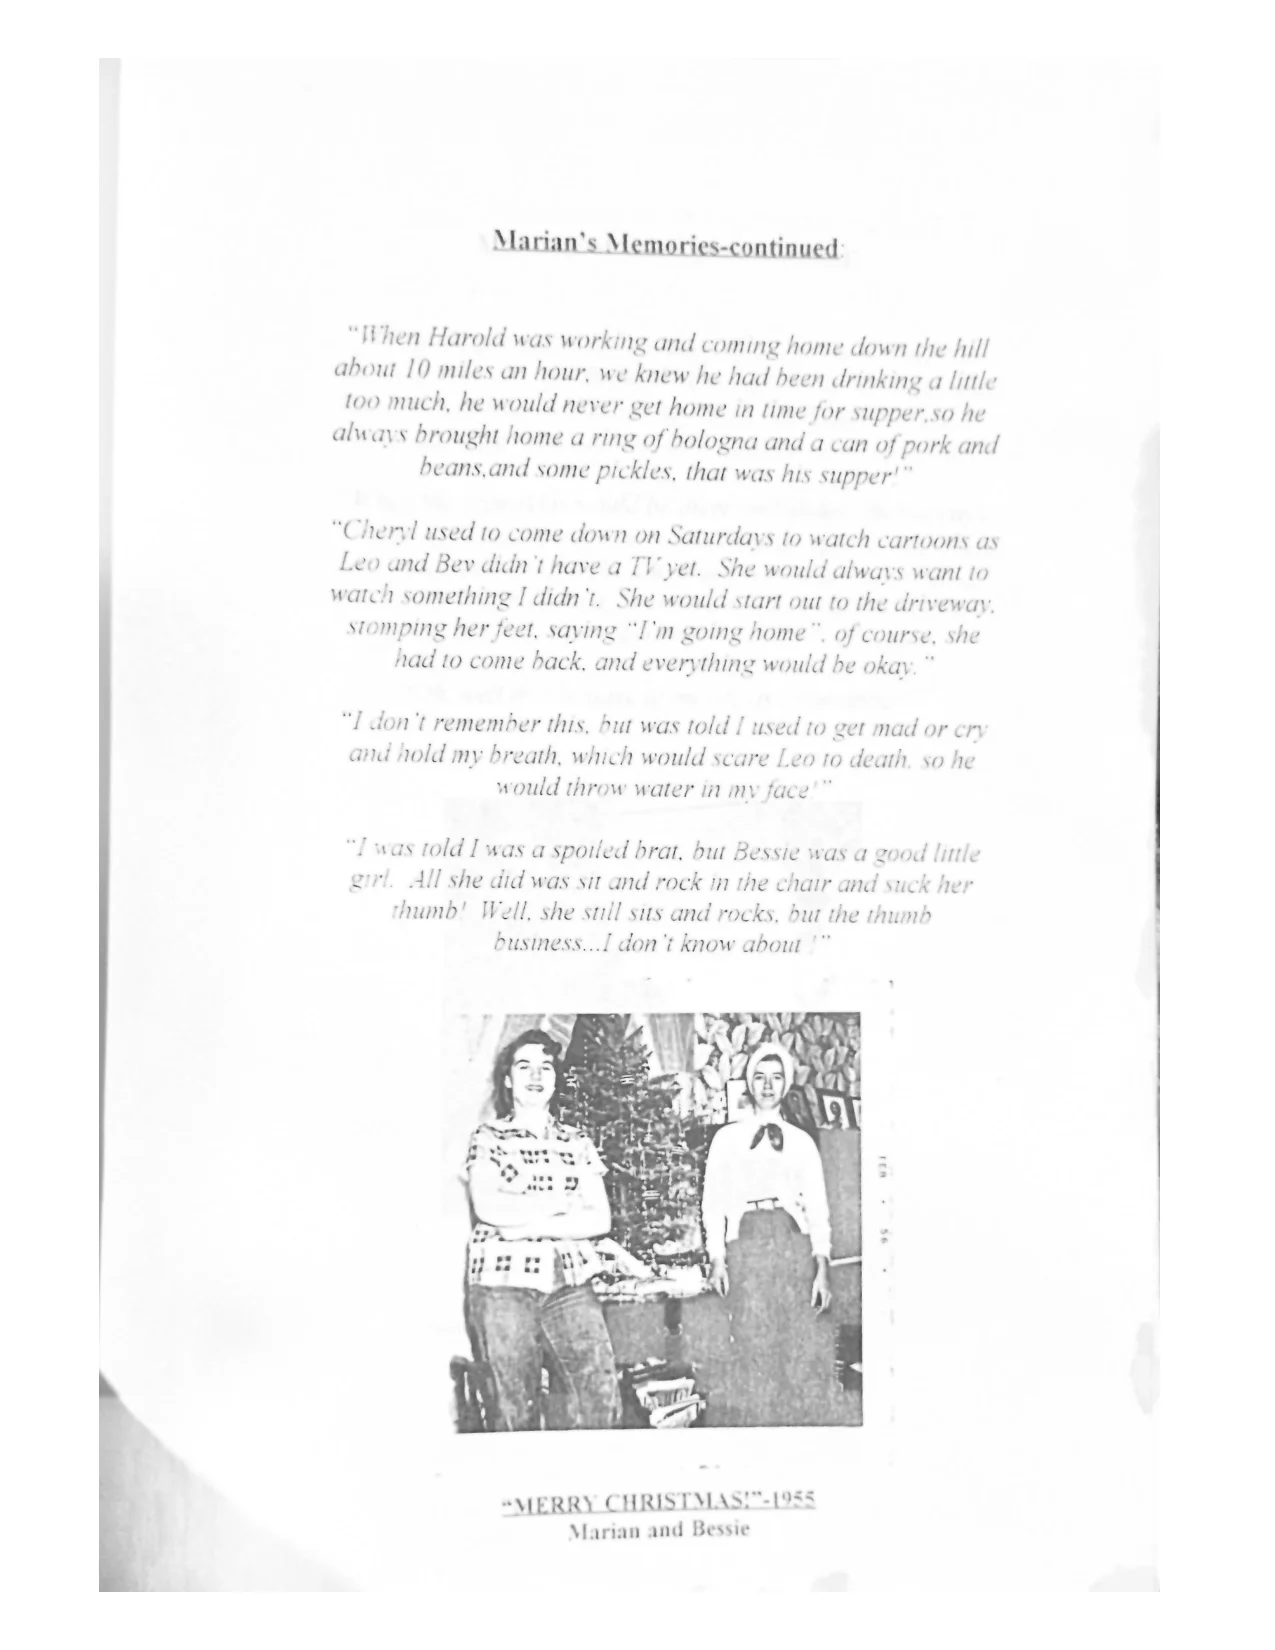 Marian's Memories-continued:
"When Harold was working and coming home down the hill
about 10 miles an hour, we knew he had been drinking a little
too much, he would never get home in time for supper,so he
always brought home a ring of bologna and a can of pork and
beans,and some pickles, that was his supper!"
"Cheryl used to come down on Saturdays to watch cartoons as
Leo and Bev didn't have a TV yet. She would always want to
watch something I didn't. She would start out to the driveway,
stomping her feet, saying "I'm going home", of course, she
had to come back, and everything would be okay."
"I don't remember this, but was told I used to get mad or cry
and hold my breath, which would scare Leo to death, so he
would throw water in my face!"
"I was told I was a spoiled brat, but Bessie was a good little
girl. All she did was sit and rock in the chair and suck her
thumb! Well, she still sits and rocks, but the thumb
business...I don't know about !"
FEB • 56
"MERRY CHRISTMAS!"-1955
Marian and Bessie